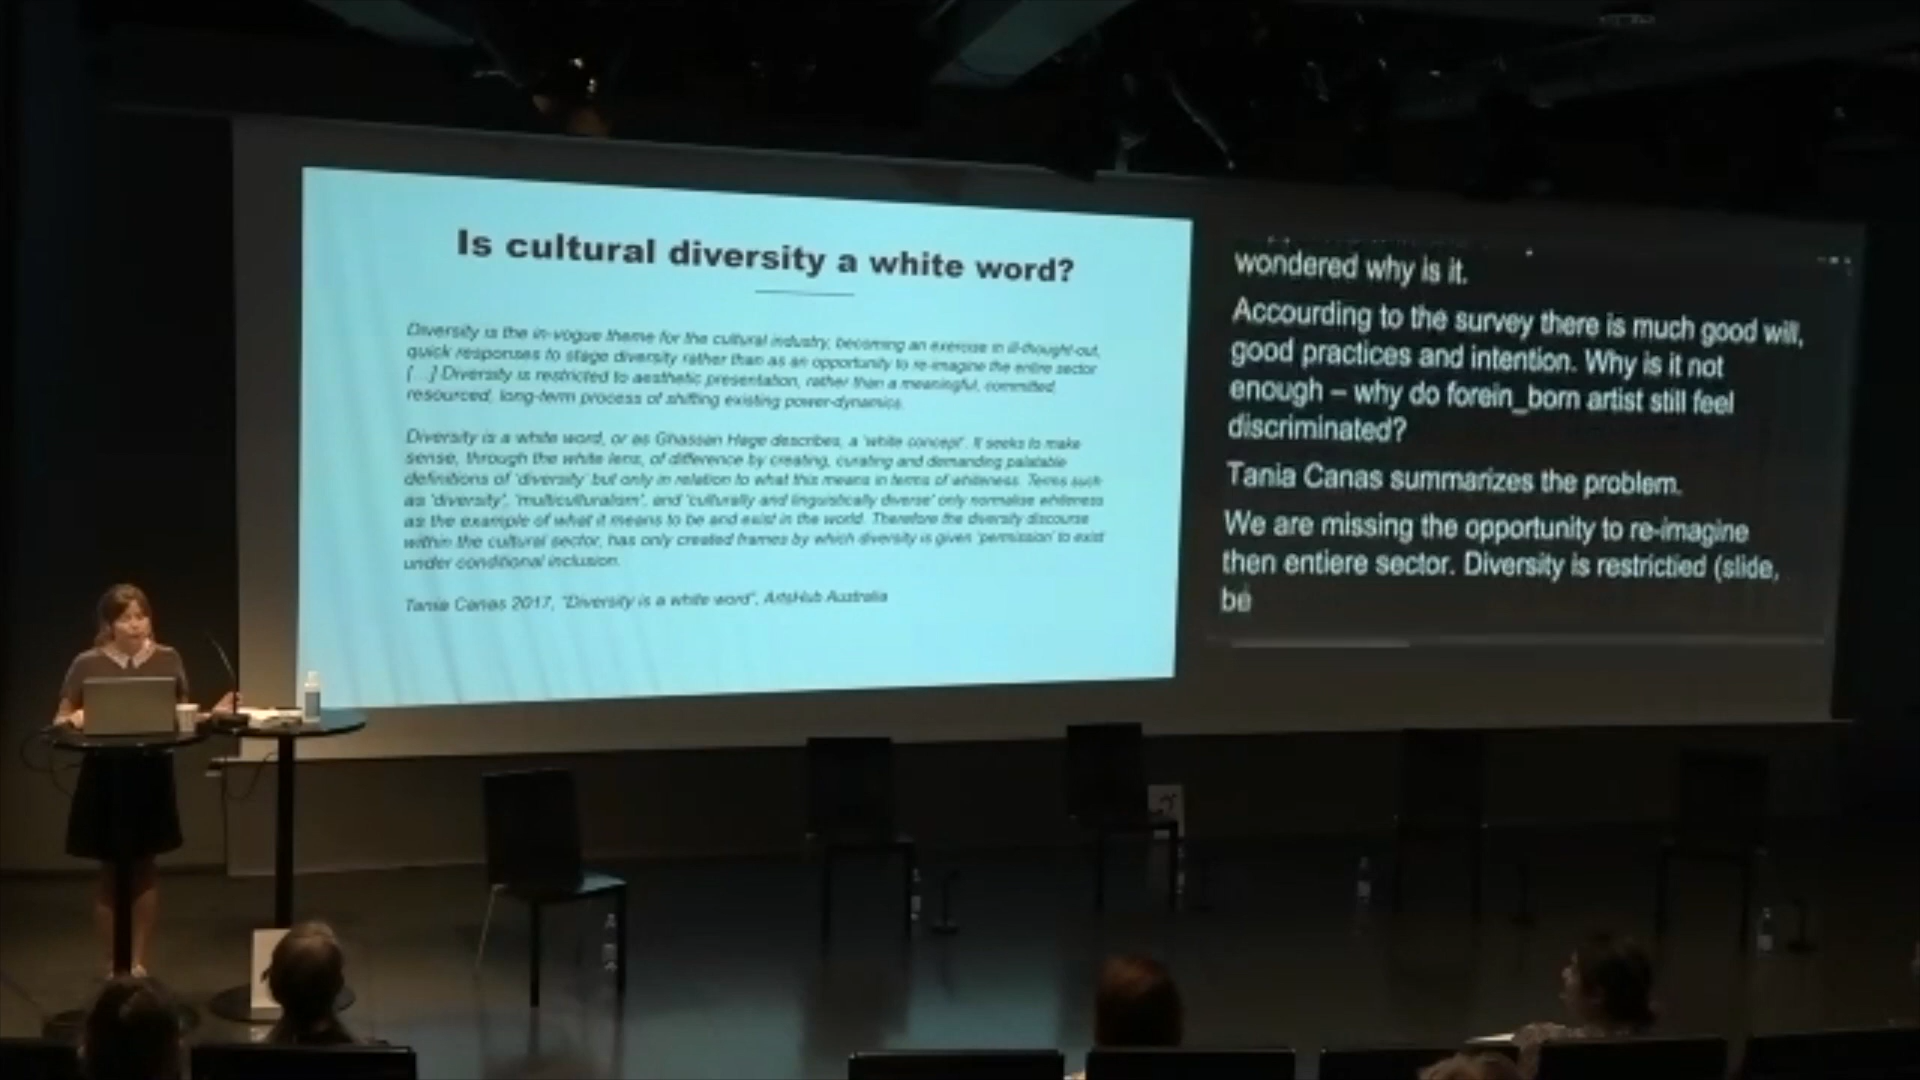 Is cultural diversity a white word?
Diversity is the in-vogue theme for the cultural industry, becoming an exercise in ill-thought-out,
quick responses to stage diversity rather than as an opportunity to re-imagine the entire sector
[...] Diversity is restricted to aesthetic presentation, rather than a meaningful, committed,
resourced, long-term process of shifting existing power-dynamics.
Diversity is a white word, or as Ghassan Hage describes, a 'white concept'. It seeks to make
sense, through the white lens, of difference by creating, curating and demanding palatable
definitions of 'diversity' but only in relation to what this means in terms of whiteness. Terms such
as 'diversity', 'multiculturalism', and 'culturally and linguistically diverse' only normalise whiteness
as the example of what it means to be and exist in the world. Therefore the diversity discourse
within the cultural sector, has only created frames by which diversity is given 'permission' to exist
under conditional inclusion.
Tania Canas 2017, "Diversity is a white word", ArtsHub Australia
wondered why is it.
Accourding to the survey there is much good will,
good practices and intention. Why is it not
enough – why do forein_born artist still feel
discriminated?
Tania Canas summarizes the problem.
We are missing the opportunity to re-imagine
then entiere sector. Diversity is restrictied (slide,
be